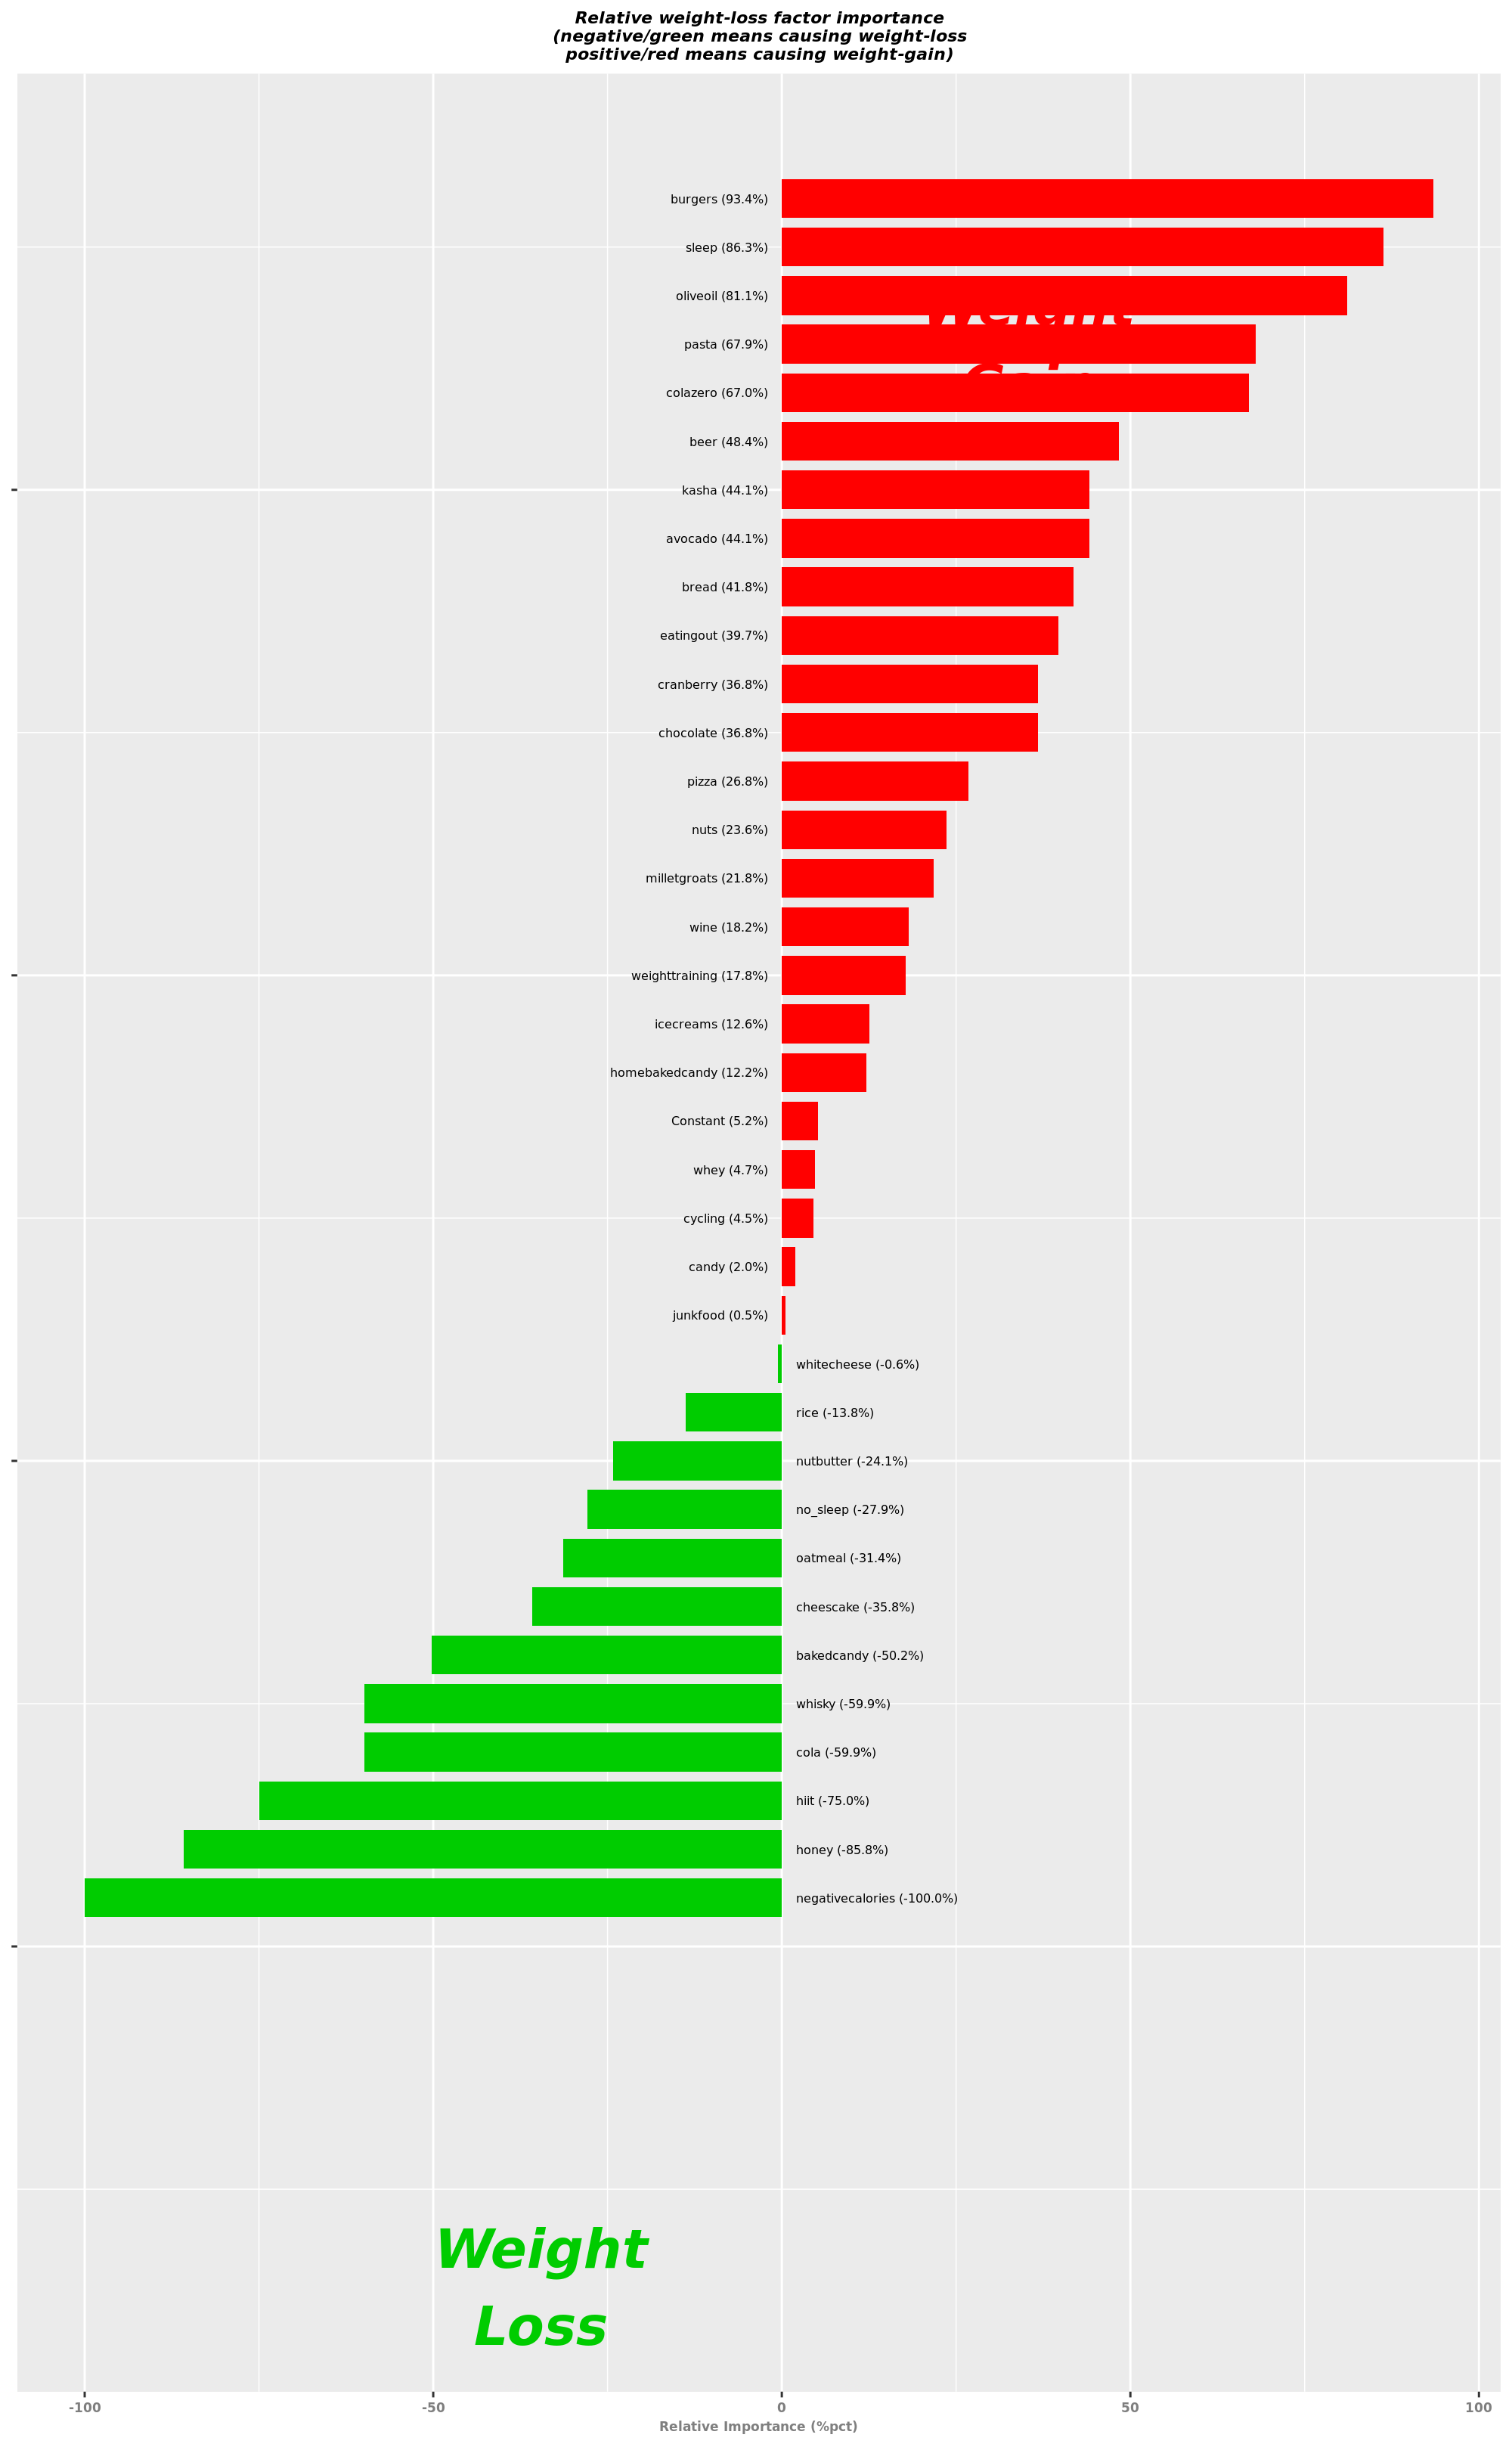 Relative weight-loss factor importance
(negative/green means causing weight-loss
positive/red means causing weight-gain)
burgers (93.4%)
sleep (86.3%)
oliveoil (81.1%)
Weight
pasta (67.9%)
Gain
colazero (67.0%)
beer (48.4%)
kasha (44.1%)
avocado (44.1%)
bread (41.8%)
eatingout (39.7%)
cranberry (36.8%)
chocolate (36.8%)
pizza (26.8%)
nuts (23.6%)
milletgroats (21.8%)
wine (18.2%)
weighttraining (17.8%)
icecreams (12.6%)
homebakedcandy (12.2%)
Constant (5.2%)
whey (4.7%)
cycling (4.5%)
candy (2.0%)
junkfood (0.5%)
whitecheese (-0.6%)
rice (-13.8%)
nutbutter (-24.1%)
no_sleep (-27.9%)
oatmeal (-31.4%)
cheescake (-35.8%)
bakedcandy (-50.2%)
whisky (-59.9%)
cola (-59.9%)
hiit (-75.0%)
honey (-85.8%)
negativecalories (-100.0%)
Weight
Loss
-100 -50 0 50 100
Relative Importance (%pct)